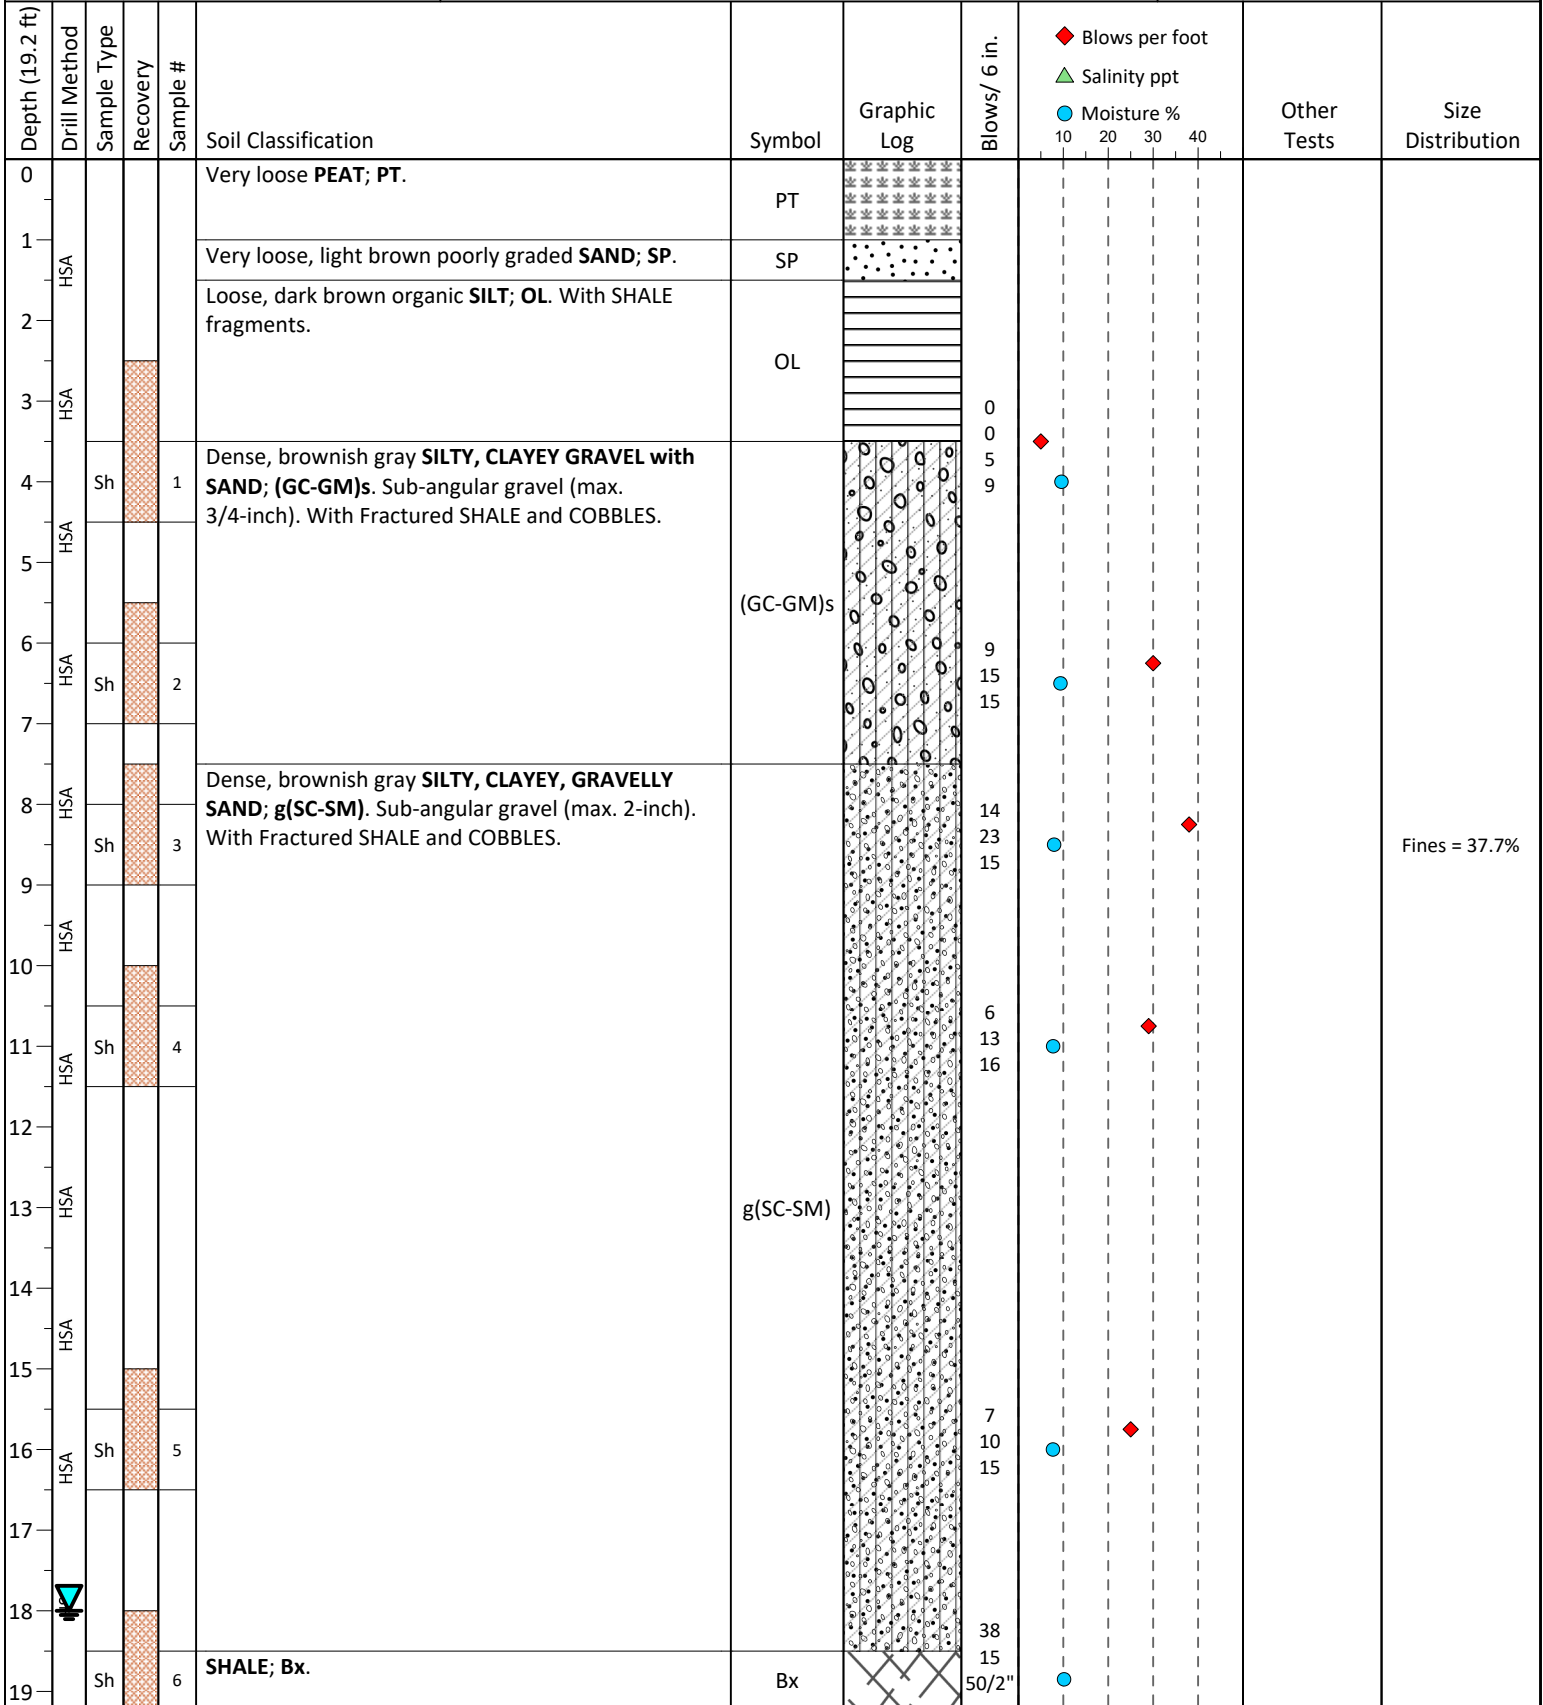 Depth (19.2 ft)
Drill Method
Sample Type
Recovery
Sample #
Soil Classification
Symbol
Graphic
Log
Blows/ 6 in.
Blows per foot
Salinity ppt
Moisture %
10 20 30 40
Other
Tests
Size
Distribution
0
Very loose PEAT; PT.
PT
1
HSA
Very loose, light brown poorly graded SAND; SP.
SP
Loose, dark brown organic SILT; OL. With SHALE
fragments.
OL
2
3
HSA
0
0
5
9
Dense, brownish gray SILTY, CLAYEY GRAVEL with
SAND; (GC-GM)s. Sub-angular gravel (max.
3/4-inch). With Fractured SHALE and COBBLES.
(GC-GM)s
4
Sh
1
HSA
5
6
HSA
Sh
2
9
15
15
7
Dense, brownish gray SILTY, CLAYEY, GRAVELLY
SAND; g(SC-SM). Sub-angular gravel (max. 2-inch).
With Fractured SHALE and COBBLES.
g(SC-SM)
8
HSA
Sh
3
14
23
15
Fines = 37.7%
9
HSA
10
11
HSA
Sh
4
6
13
16
12
13
HSA
14
HSA
15
16
HSA
Sh
5
7
10
15
17
18
38
15
50/2"
SHALE; Bx.
Bx
Sh
6
19